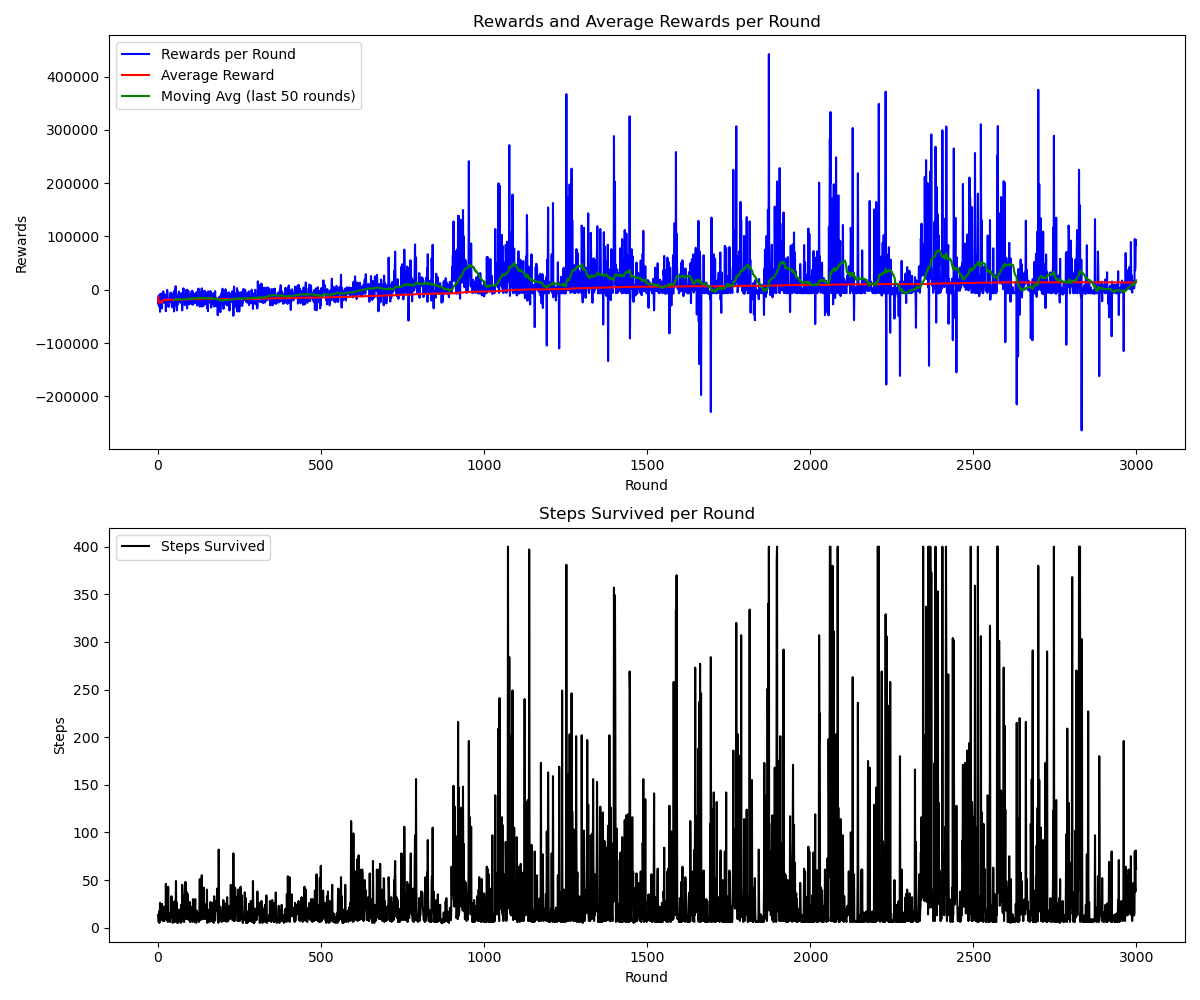 Rewards and Average Rewards per Round
Rewards per Round
Average Reward
Moving Avg (last 50 rounds)
400000
300000
200000
100000
0
−100000
−200000
Rewards
0 500 1000 1500 2000 2500 3000
Round
Steps Survived per Round
Steps Survived
400
350
300
250
200
150
100
50
0
Steps
0 500 1000 1500 2000 2500 3000
Round